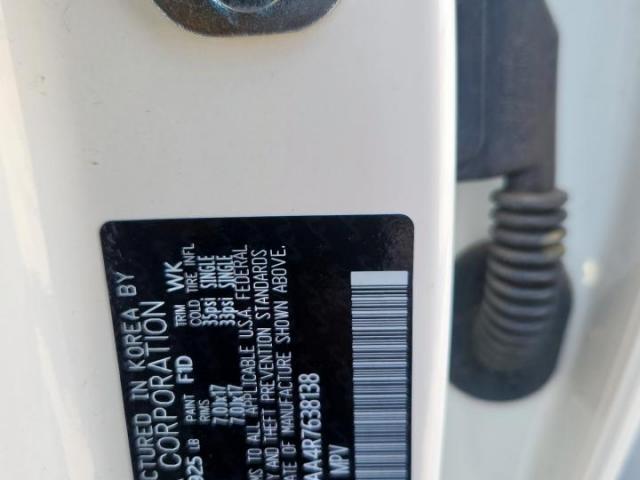 CTURED IN KOREA BY
CORPORATION
925 LB PAINT FID TRIM WK
RIMS COLD TIRE INFL
7.0Jx17 33psi SINGLE
7.0Jx17 33psi SINGLE
MS TO ALL APPLICABLE U.S.A. FEDERAL
Y AND THEFT PREVENTION STANDARDS
ATE OF MANUFACTURE SHOWN ABOVE.
AA4R7638138
MPV